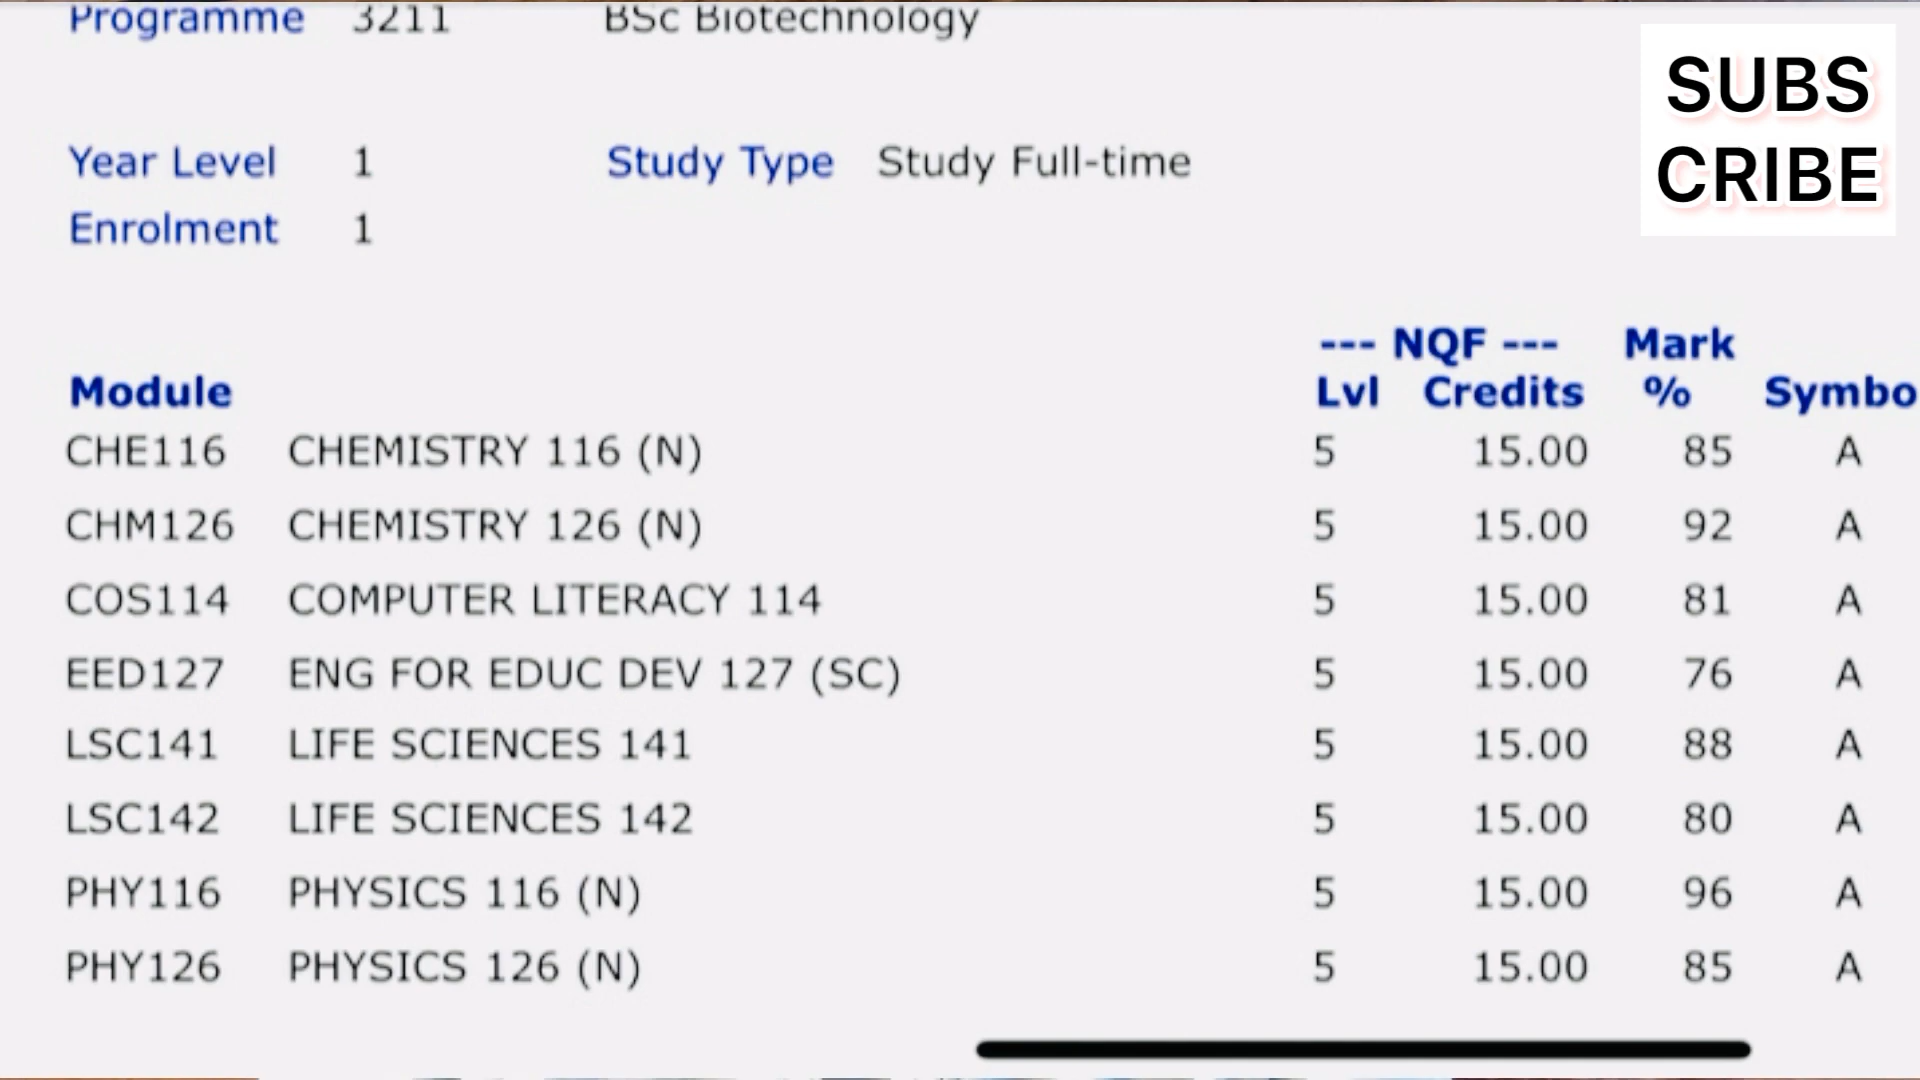 Programme 3211 BSc Biotechnology
SUBS
CRIBE
Year Level 1 Study Type Study Full-time
Enrolment 1
--- NQF --- Mark
Module Lvl Credits % Symbo
CHE116 CHEMISTRY 116 (N) 5 15.00 85 A
CHM126 CHEMISTRY 126 (N) 5 15.00 92 A
COS114 COMPUTER LITERACY 114 5 15.00 81 A
EED127 ENG FOR EDUC DEV 127 (SC) 5 15.00 76 A
LSC141 LIFE SCIENCES 141 5 15.00 88 A
LSC142 LIFE SCIENCES 142 5 15.00 80 A
PHY116 PHYSICS 116 (N) 5 15.00 96 A
PHY126 PHYSICS 126 (N) 5 15.00 85 A